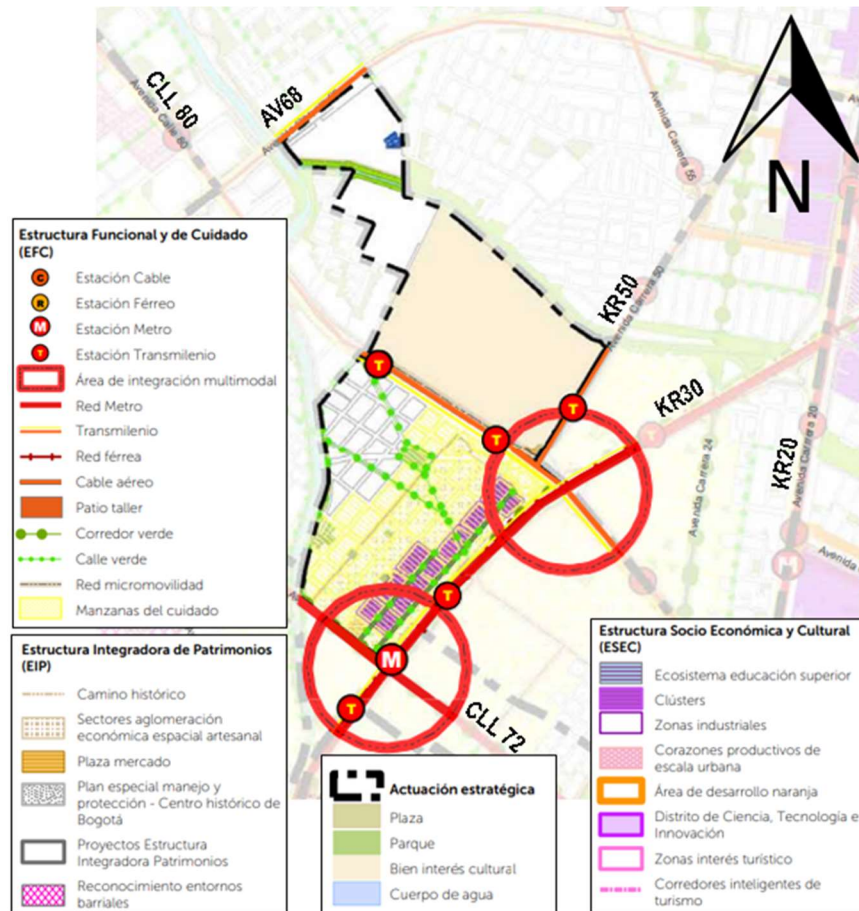 CLL 80
Avenida Calle 80
AV68
Avenida Carrera 55
N
KR50
Avenida Carrera 50
KR30
Avenida Carrera 24
KR20
Avenida Carrera 20
CLL 72
T
T
T
T
M
T
T
Estructura Funcional y de Cuidado
(EFC)
C Estación Cable
R Estación Férreo
M Estación Metro
T Estación Transmilenio
Área de integración multimodal
Red Metro
Transmilenio
Red férrea
Cable aéreo
Patio taller
Corredor verde
Calle verde
Red micromovilidad
Manzanas del cuidado
Estructura Integradora de Patrimonios
(EIP)
Camino histórico
Sectores aglomeración
económica espacial artesanal
Plaza mercado
Plan especial manejo y
protección - Centro histórico de
Bogotá
Proyectos Estructura
Integradora Patrimonios
Reconocimiento entornos
barriales
Actuación estratégica
Plaza
Parque
Bien interés cultural
Cuerpo de agua
Estructura Socio Económica y Cultural
(ESEC)
Ecosistema educación superior
Clústers
Zonas industriales
Corazones productivos de
escala urbana
Área de desarrollo naranja
Distrito de Ciencia, Tecnología e
Innovación
Zonas interés turístico
Corredores inteligentes de
turismo